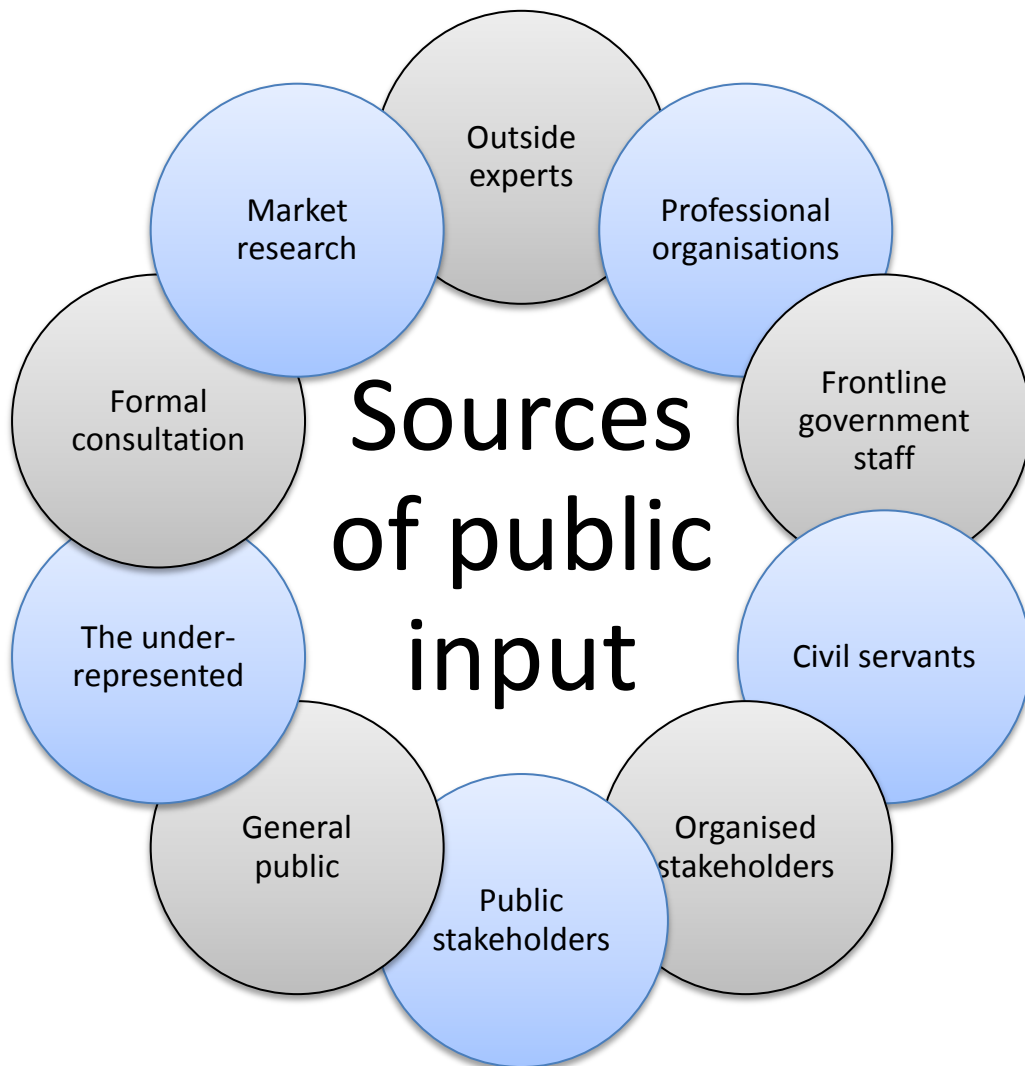 Outside
experts
Professional
organisations
Frontline
government
staff
Civil servants
Organised
stakeholders
Public
stakeholders
General
public
The under-
represented
Formal
consultation
Market
research
Sources
of public
input